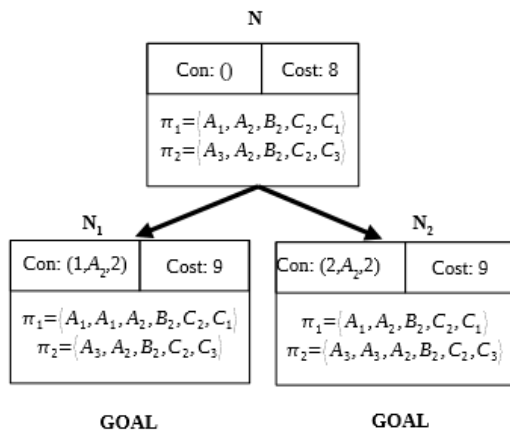 N
Con: () Cost: 8
π₁={A₁, A₂, B₂, C₂, C₁}
π₂={A₃, A₂, B₂, C₂, C₃}
N₁
Con: (1,A₂,2) Cost: 9
π₁={A₁, A₁, A₂, B₂, C₂, C₁}
π₂={A₃, A₂, B₂, C₂, C₃}
GOAL
N₂
Con: (2,A₂,2) Cost: 9
π₁={A₁, A₂, B₂, C₂, C₁}
π₂={A₃, A₃, A₂, B₂, C₂, C₃}
GOAL